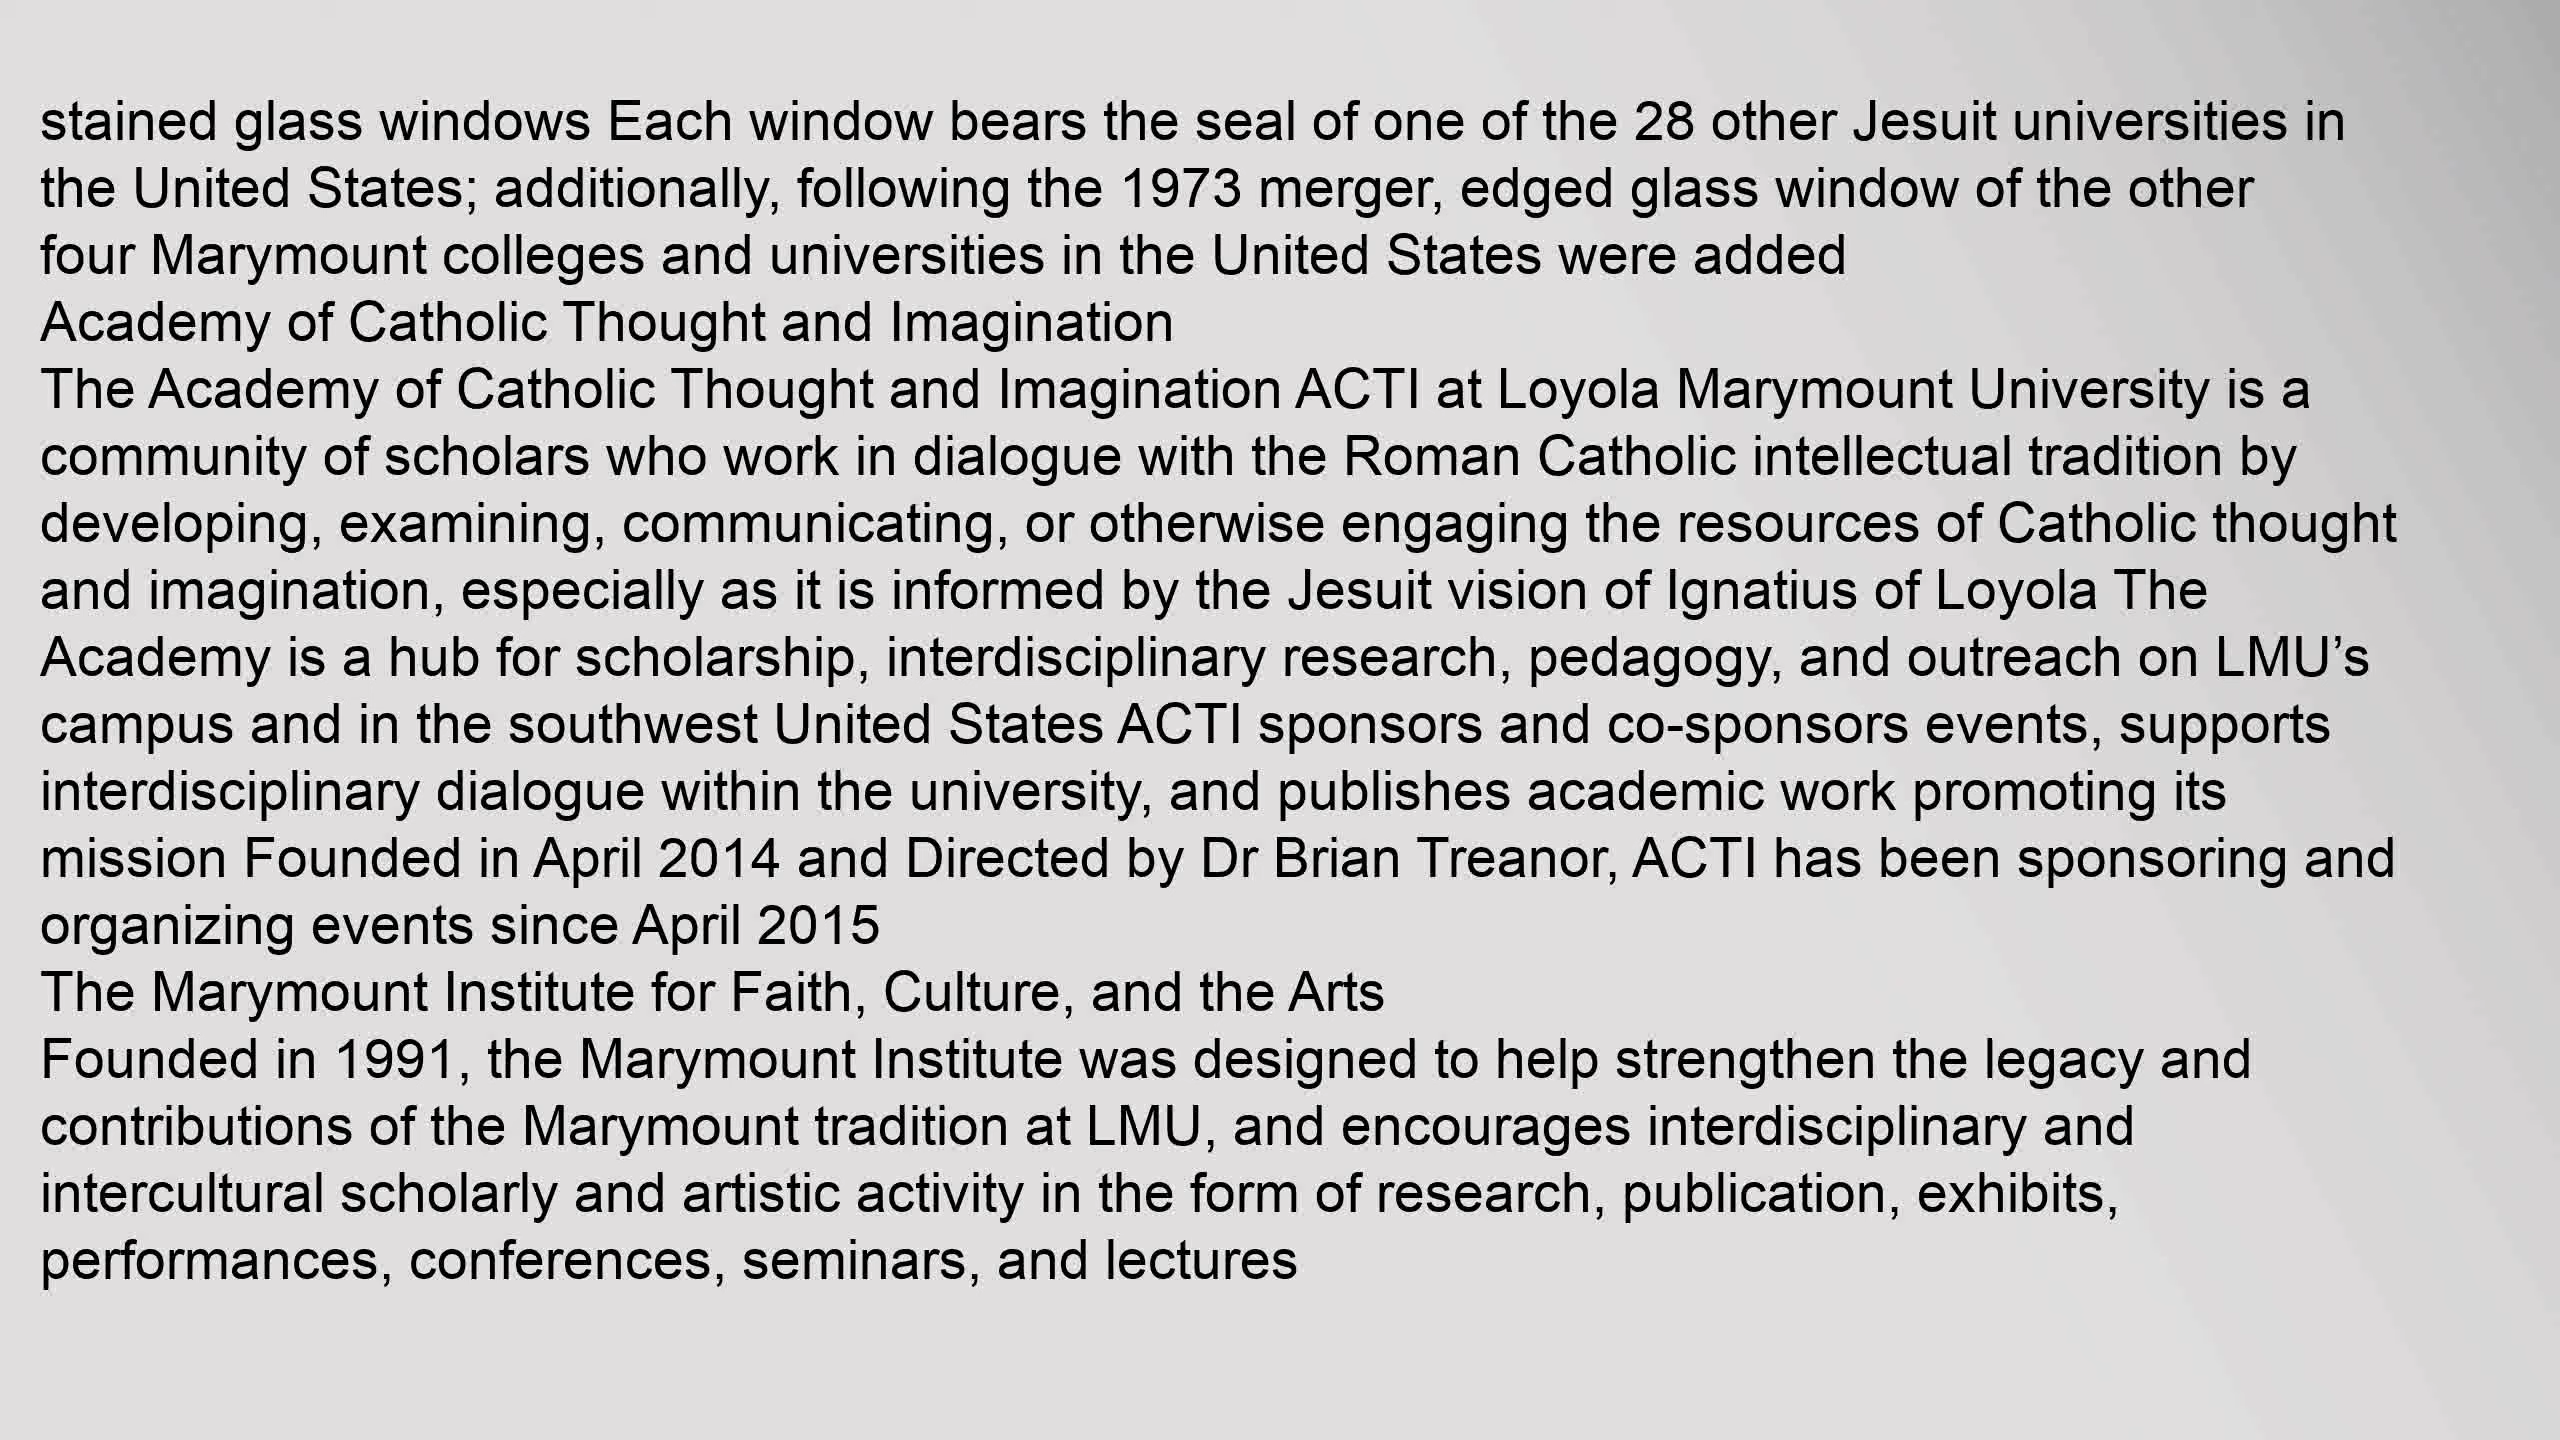 stained glass windows Each window bears the seal of one of the 28 other Jesuit universities in
the United States; additionally, following the 1973 merger, edged glass window of the other
four Marymount colleges and universities in the United States were added
Academy of Catholic Thought and Imagination
The Academy of Catholic Thought and Imagination ACTI at Loyola Marymount University is a
community of scholars who work in dialogue with the Roman Catholic intellectual tradition by
developing, examining, communicating, or otherwise engaging the resources of Catholic thought
and imagination, especially as it is informed by the Jesuit vision of Ignatius of Loyola The
Academy is a hub for scholarship, interdisciplinary research, pedagogy, and outreach on LMU’s
campus and in the southwest United States ACTI sponsors and co-sponsors events, supports
interdisciplinary dialogue within the university, and publishes academic work promoting its
mission Founded in April 2014 and Directed by Dr Brian Treanor, ACTI has been sponsoring and
organizing events since April 2015
The Marymount Institute for Faith, Culture, and the Arts
Founded in 1991, the Marymount Institute was designed to help strengthen the legacy and
contributions of the Marymount tradition at LMU, and encourages interdisciplinary and
intercultural scholarly and artistic activity in the form of research, publication, exhibits,
performances, conferences, seminars, and lectures